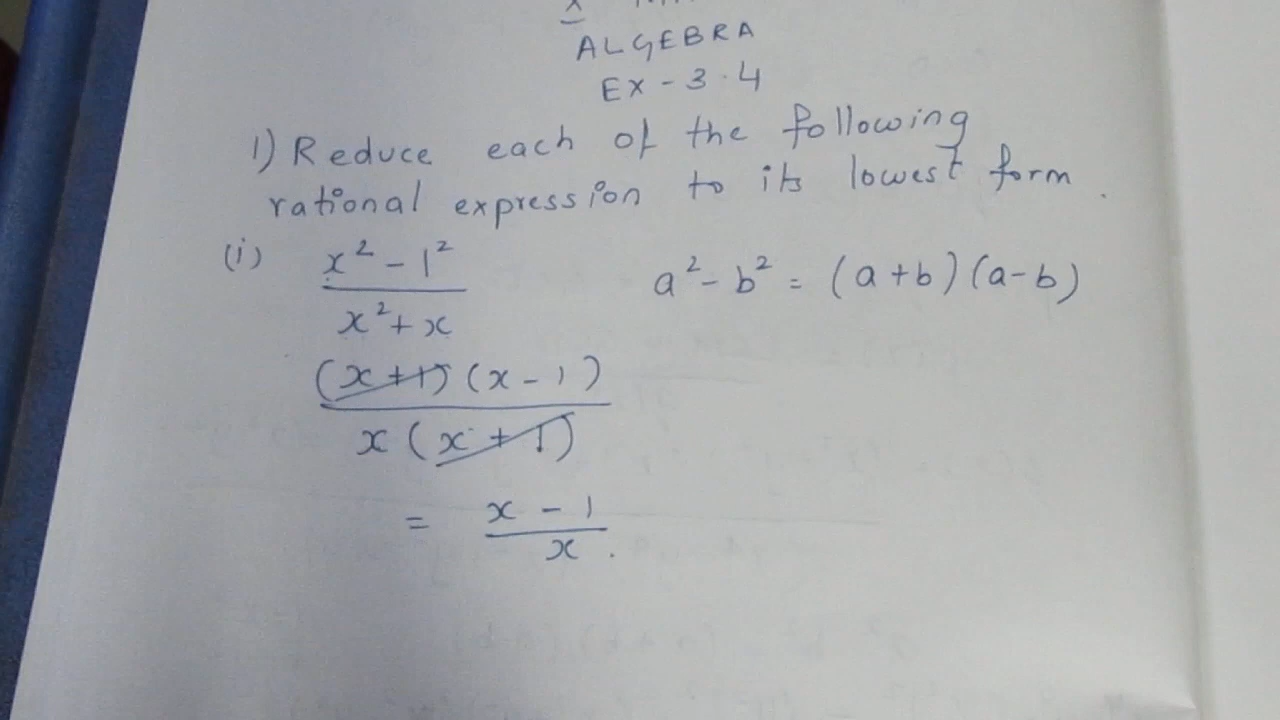 ALGEBRA
EX - 3.4
1) Reduce each of the following
rational expression to its lowest form.
(i) x² - 1² / x² + x
a² - b² = (a+b)(a-b)
(x+1)(x-1) / x(x+1)
= x - 1 / x.